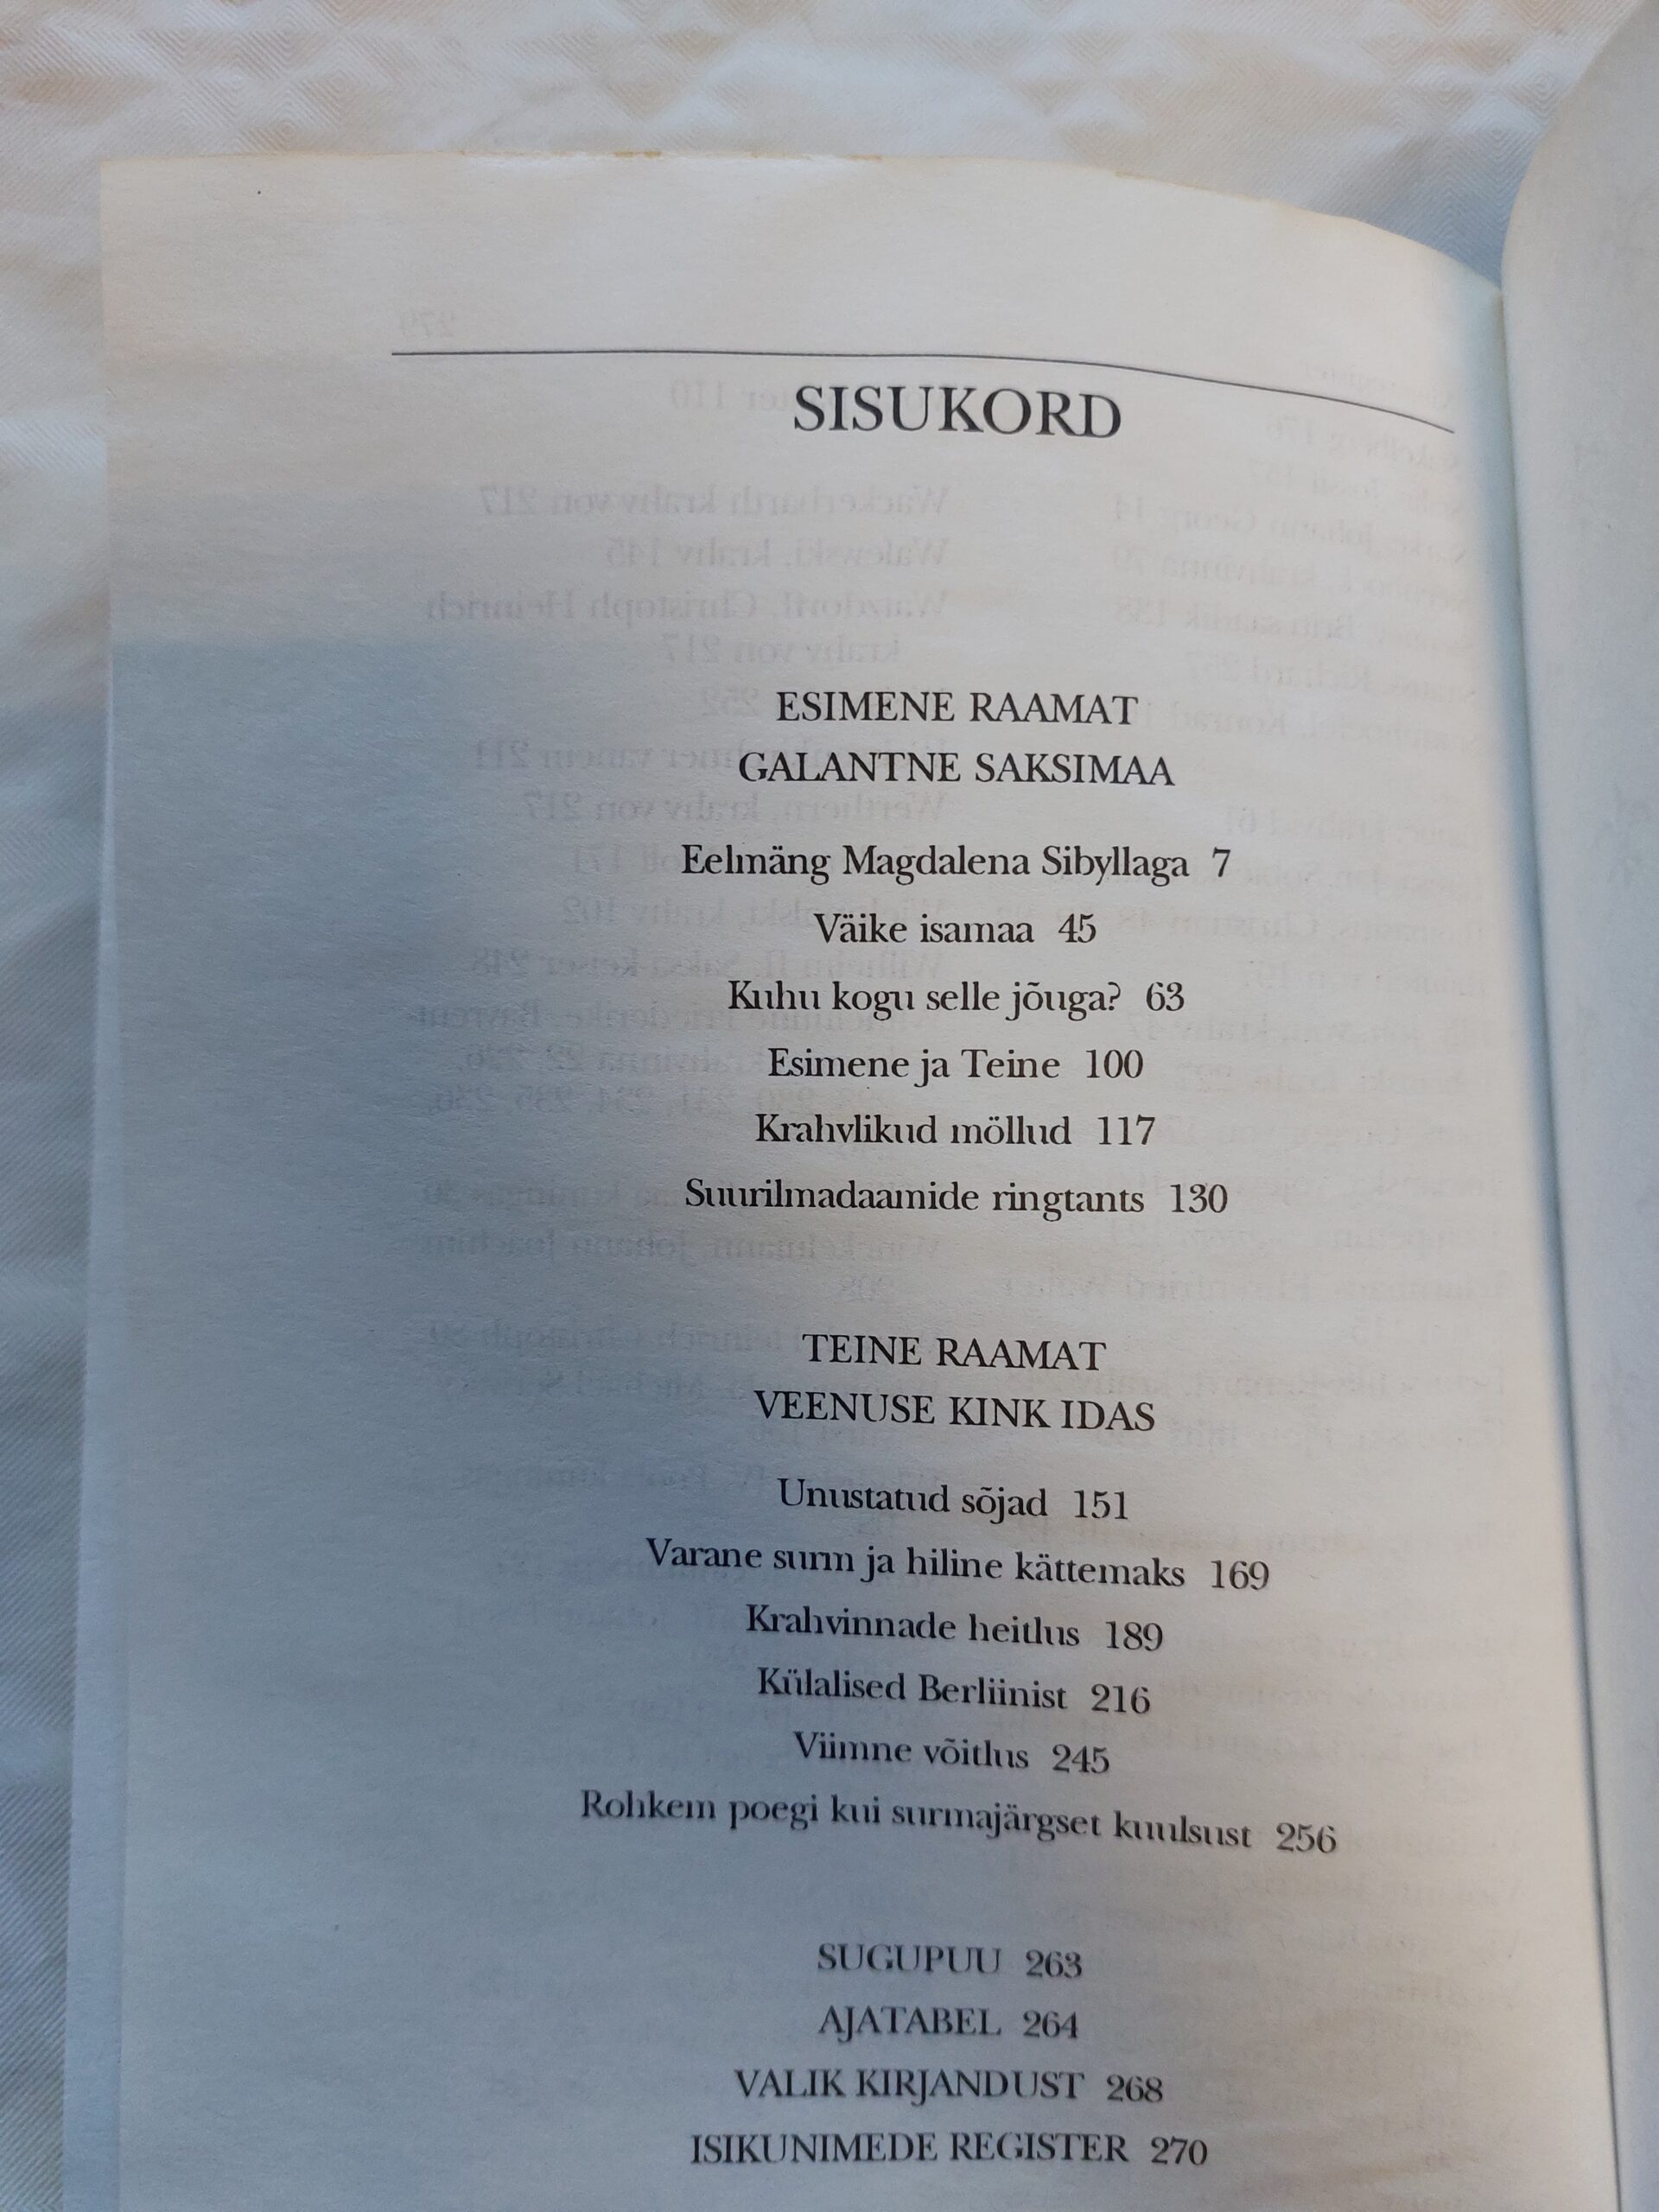 SISUKORD
ESIMENE RAAMAT
GALANTNE SAKSIMAA
Eelmäng Magdalena Sibyllaga 7
Väike isamaa 45
Kuhu kogu selle jõuga? 63
Esimene ja Teine 100
Krahvlikud möllud 117
Suurilmadaamide ringtants 130
TEINE RAAMAT
VEENUSE KINK IDAS
Unustatud sõjad 151
Varane surm ja hiline kättemaks 169
Krahvinnade heitlus 189
Külalised Berliinist 216
Viimne võitlus 245
Rohkem poegi kui surmajärgset kuulsust 256
SUGUPUU 263
AJATABEL 264
VALIK KIRJANDUST 268
ISIKUNIMEDE REGISTER 270